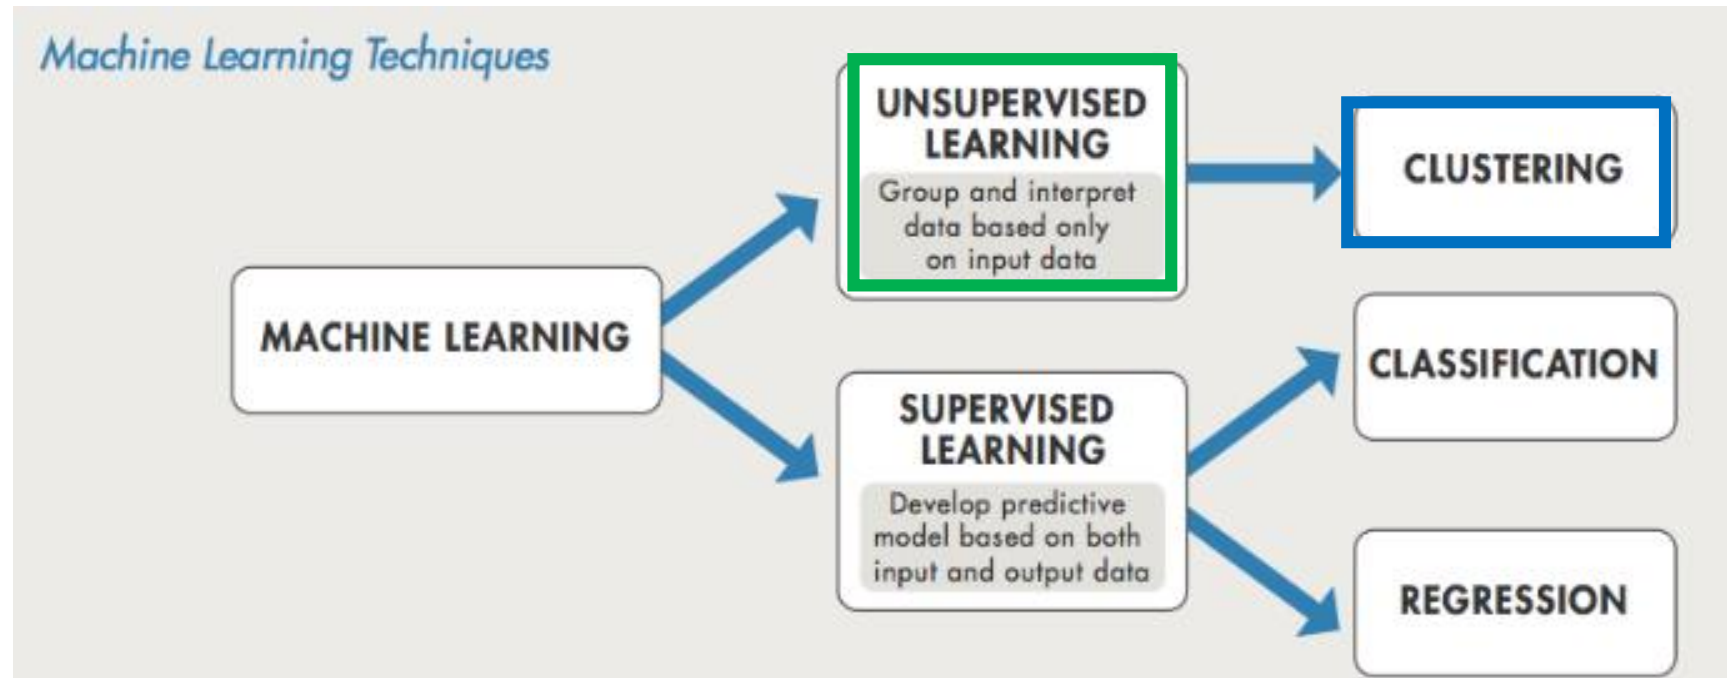 Machine Learning Techniques
UNSUPERVISED
LEARNING
Group and interpret
data based only
on input data
CLUSTERING
MACHINE LEARNING
SUPERVISED
LEARNING
Develop predictive
model based on both
input and output data
CLASSIFICATION
REGRESSION